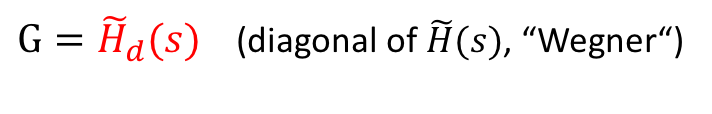 G = H̃_d(s) (diagonal of H̃(s), “Wegner“)